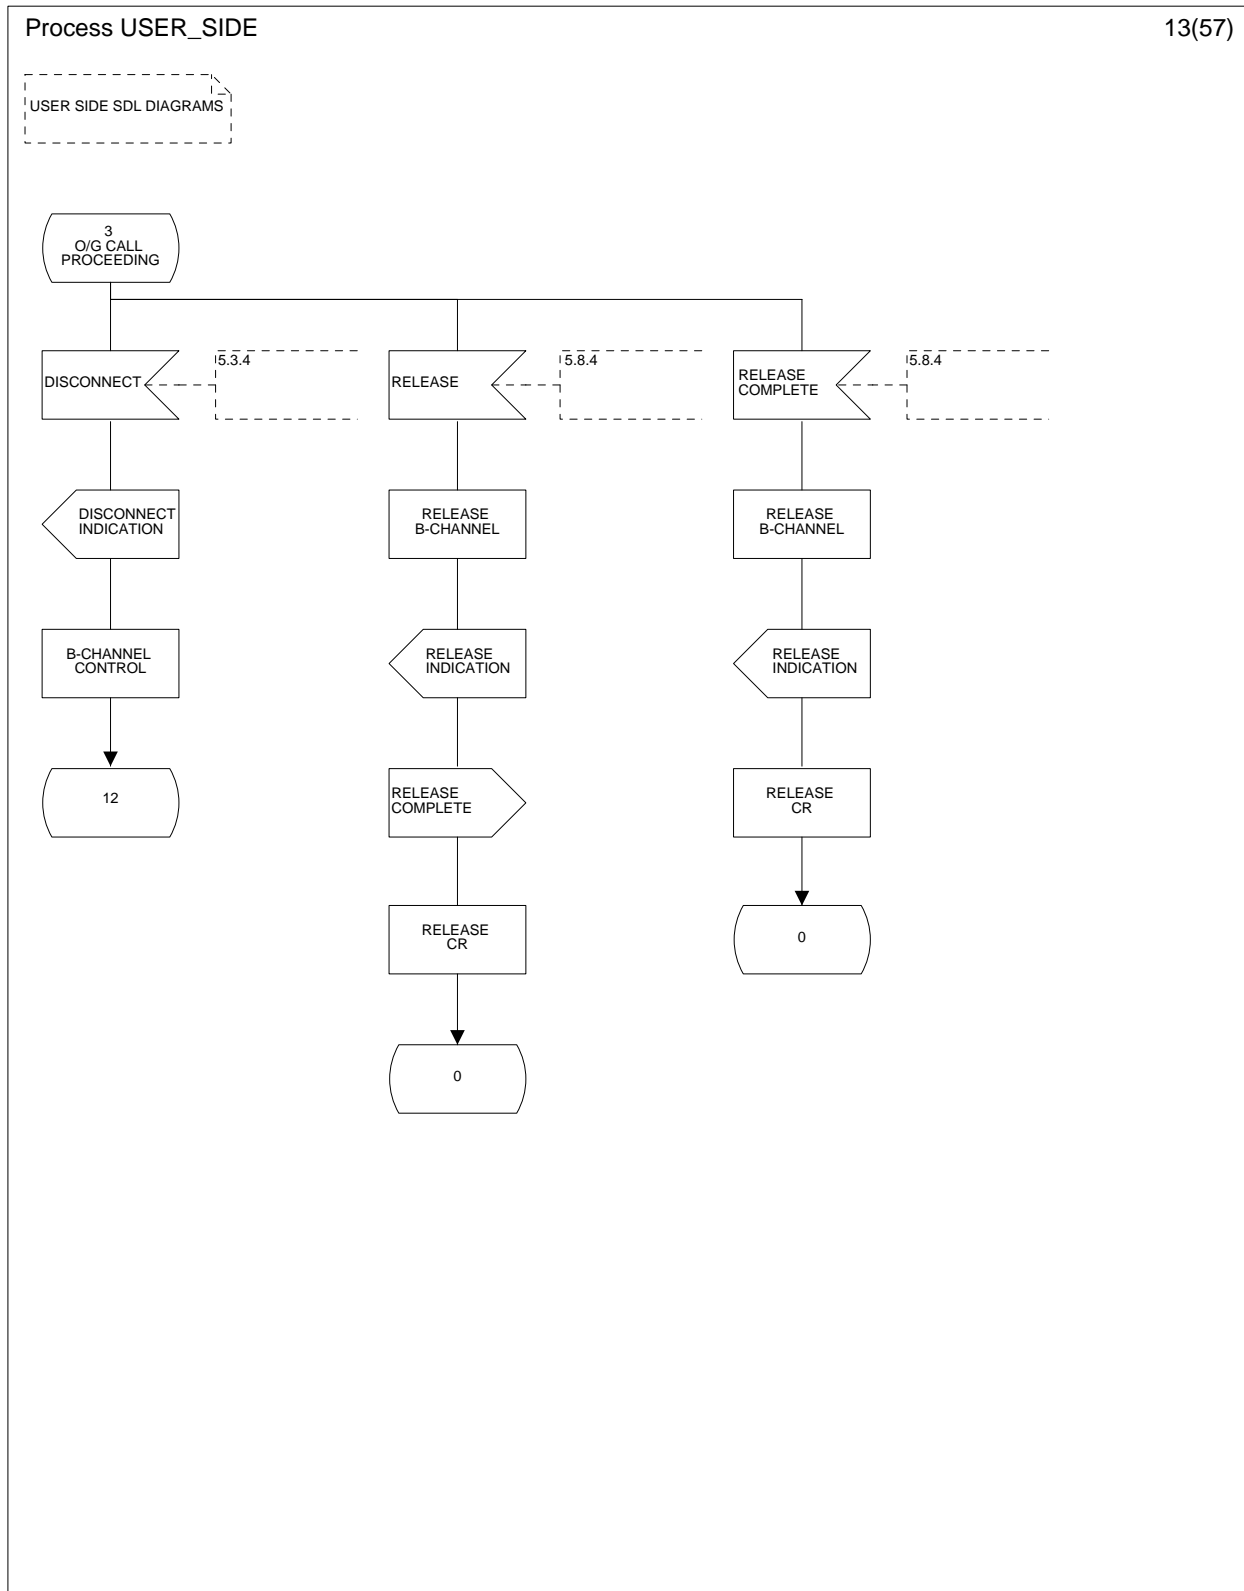 Process USER_SIDE
13(57)
USER SIDE SDL DIAGRAMS
3
O/G CALL
PROCEEDING
DISCONNECT
5.3.4
RELEASE
5.8.4
RELEASE
COMPLETE
5.8.4
DISCONNECT
INDICATION
RELEASE
B-CHANNEL
RELEASE
B-CHANNEL
B-CHANNEL
CONTROL
RELEASE
INDICATION
RELEASE
INDICATION
12
RELEASE
COMPLETE
RELEASE
CR
RELEASE
CR
0
0